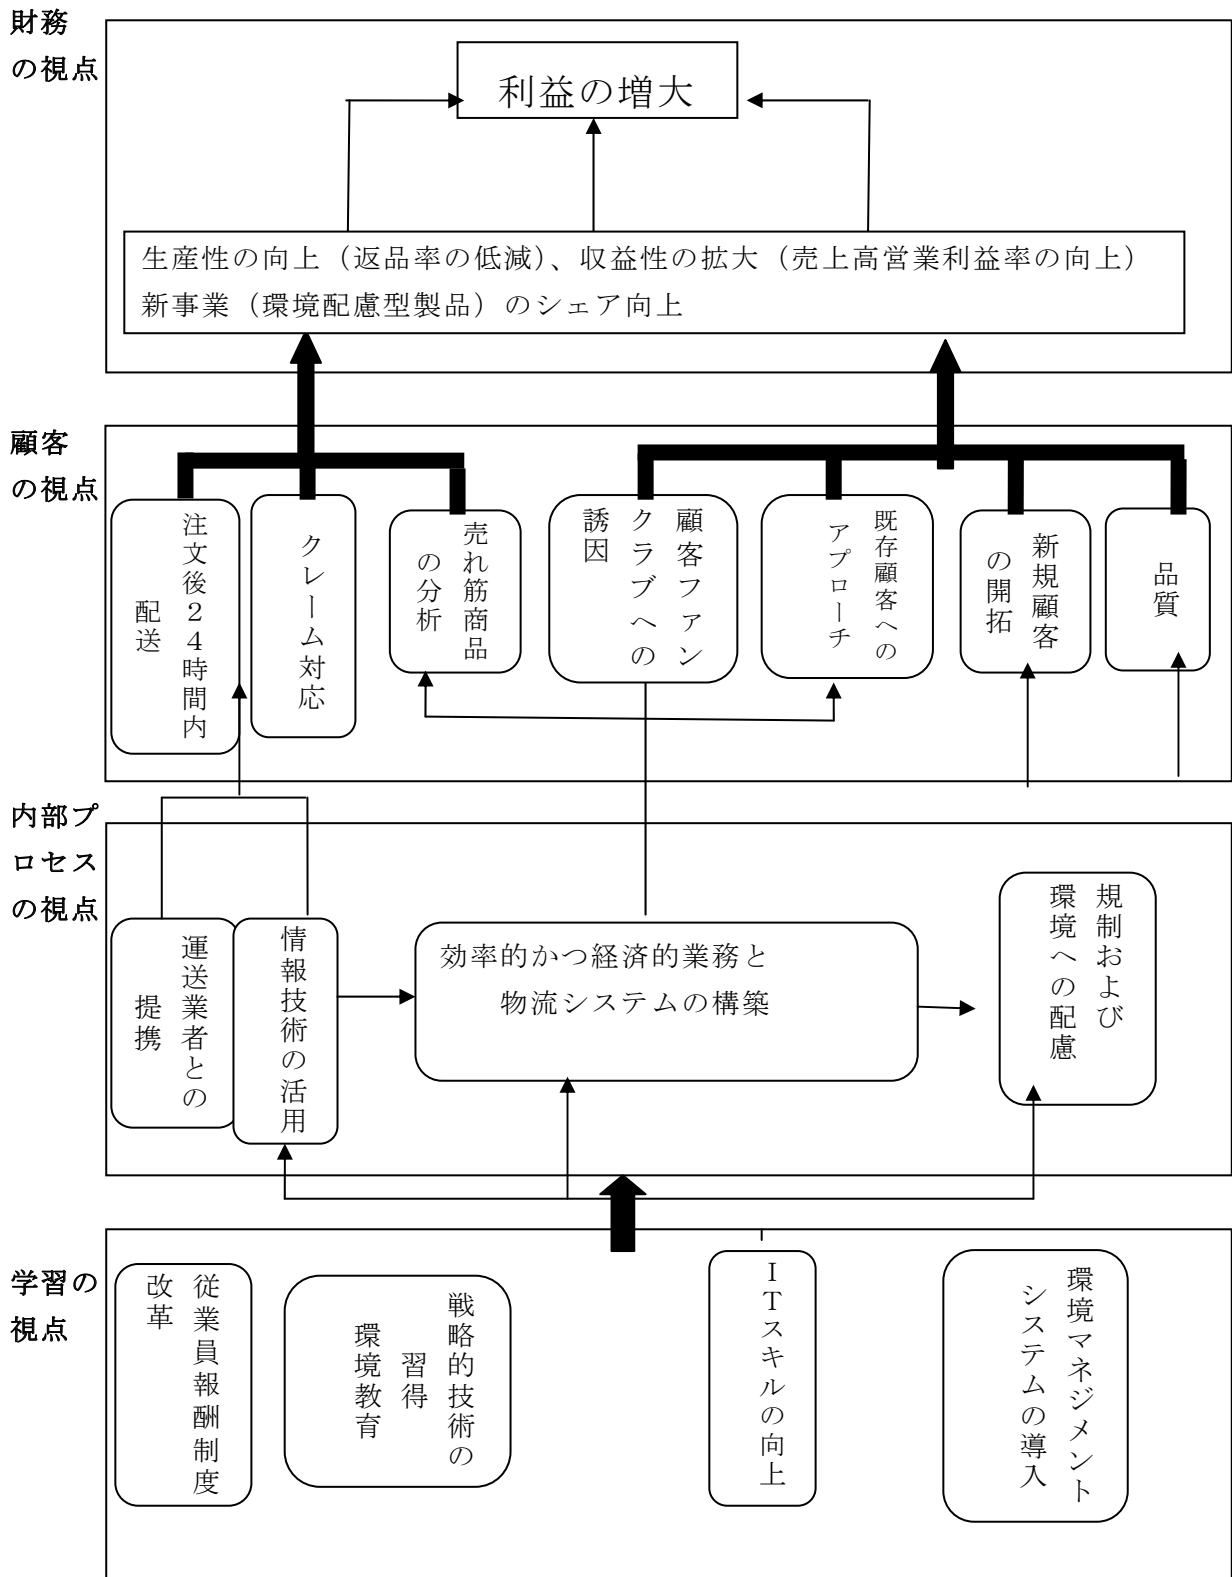 財務
の視点
利益の増大
生産性の向上（返品率の低減）、収益性の拡大（売上高営業利益率の向上）
新事業（環境配慮型製品）のシェア向上
顧客
の視点
注文後２４時間内
配送
クレーム対応
売れ筋商品
の分析
顧客ファン
クラブへの
誘因
既存顧客への
アプローチ
新規顧客
の開拓
品質
内部プ
ロセス
の視点
運送業者との
提携
情報技術の活用
効率的かつ経済的業務と
物流システムの構築
規制および
環境への配慮
学習の
視点
従業員報酬制度
改革
戦略的技術の
習得
環境教育
ＩＴスキルの向上
環境マネジメント
システムの導入